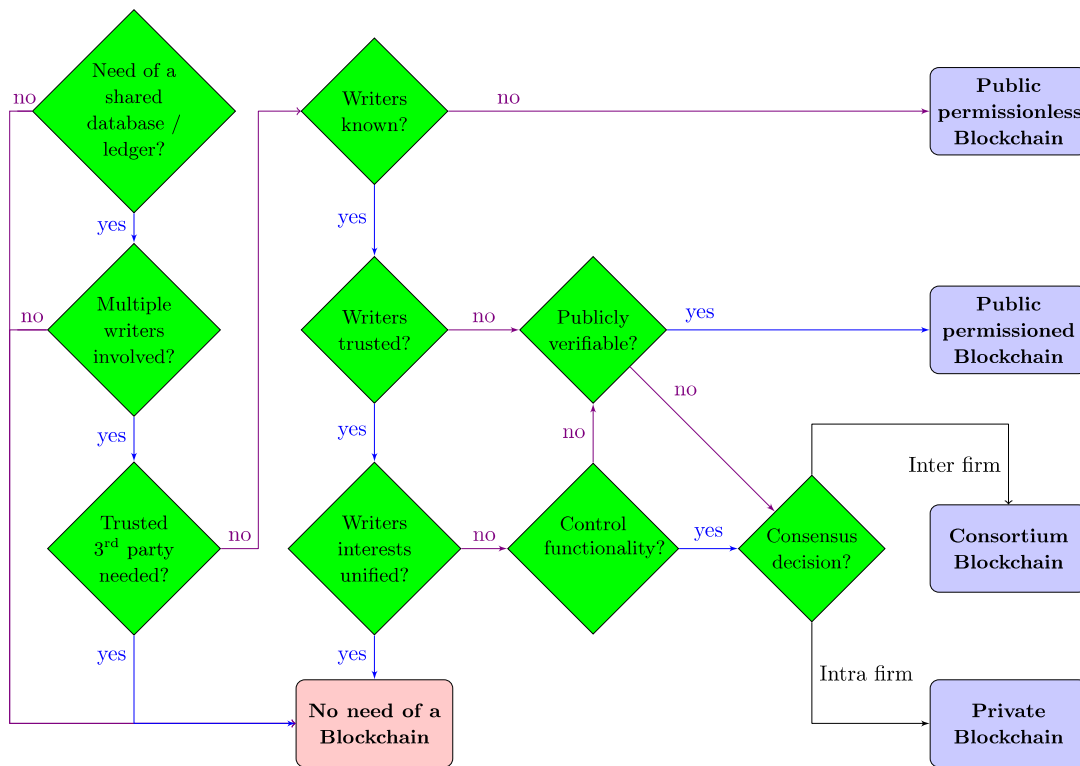 Need of a
shared
database /
ledger?
no
yes
Multiple
writers
involved?
no
yes
Trusted
3rd party
needed?
no
yes
Writers
known?
no
yes
Writers
trusted?
no
yes
Writers
interests
unified?
no
yes
No need of a
Blockchain
Publicly
verifiable?
yes
no
no
Control
functionality?
yes
Consensus
decision?
Inter firm
Intra firm
Public
permissionless
Blockchain
Public
permissioned
Blockchain
Consortium
Blockchain
Private
Blockchain